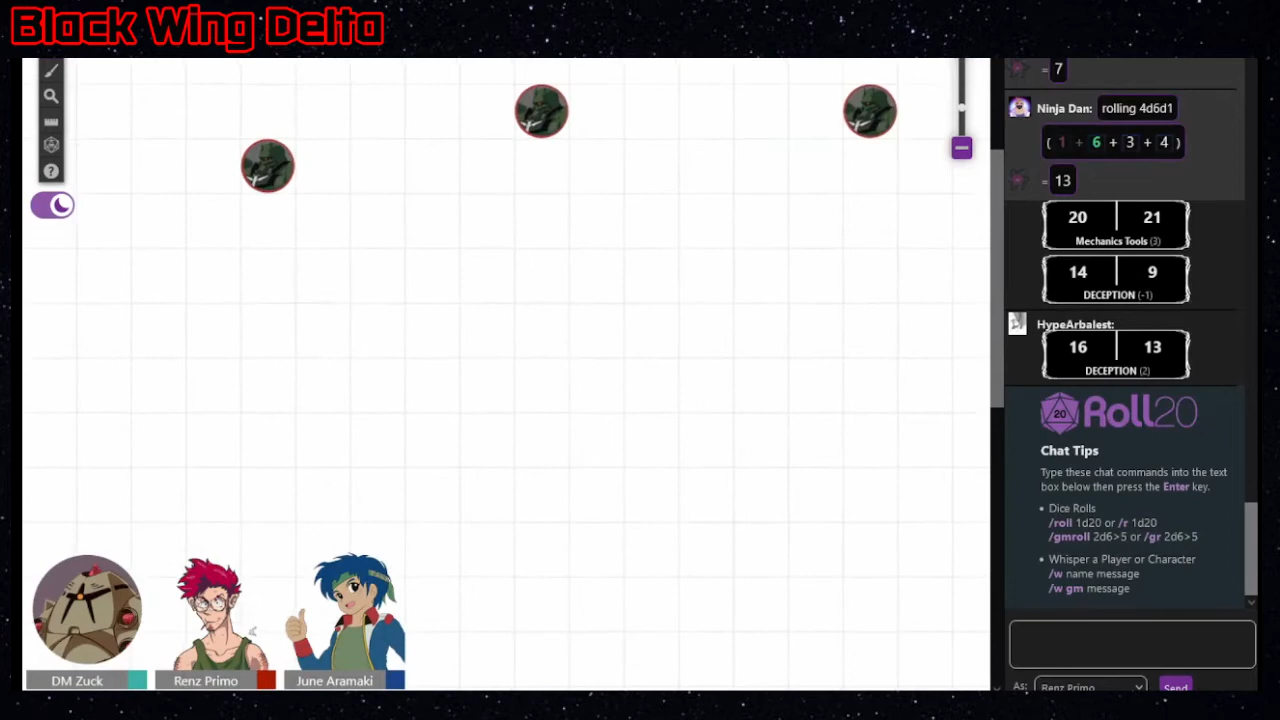 Black Wing Delta
= 7
Ninja Dan: rolling 4d6d1
( 1 + 6 + 3 + 4 )
= 13
20 21
Mechanics Tools (3)
14 9
DECEPTION (-1)
HypeArbalest:
16 13
DECEPTION (2)
20 Roll20
Chat Tips
Type these chat commands into the text
box below then press the Enter key.
• Dice Rolls
/roll 1d20 or /r 1d20
/gmroll 2d6>5 or /gr 2d6>5
• Whisper a Player or Character
/w name message
/w gm message
As: Renz Primo Send
DM Zuck Renz Primo June Aramaki